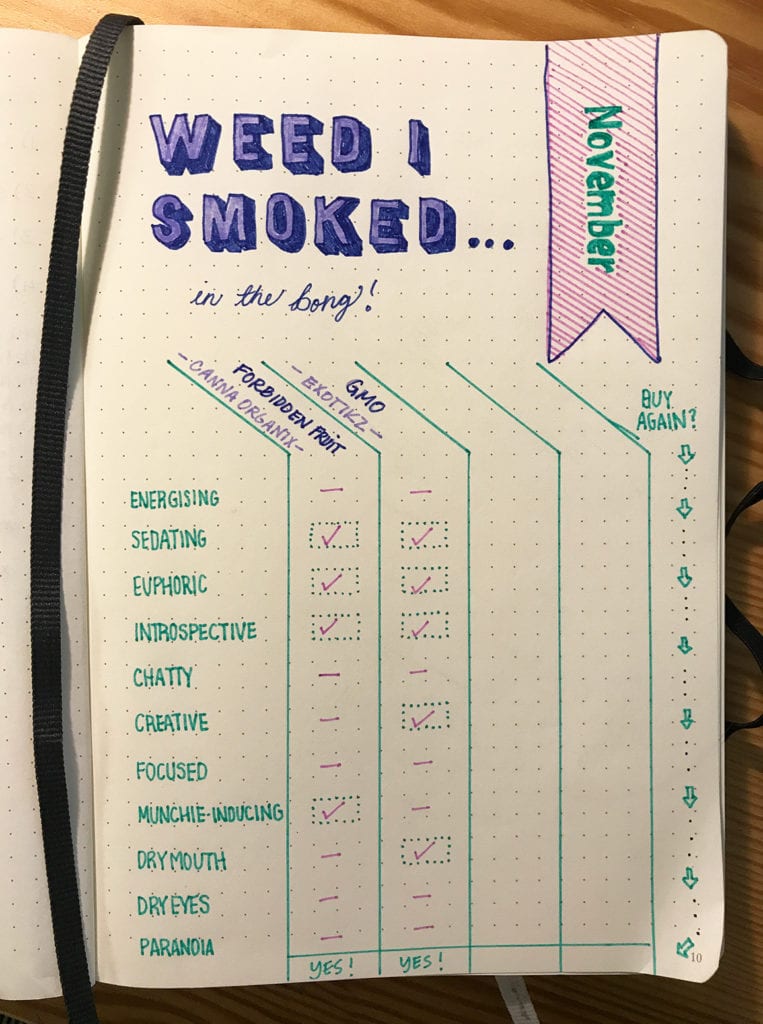 November
WEED I
SMOKED...
in the bong!
- CANNA ORGANIX -
FORBIDDEN FRUIT
- EXOTIKZ -
GMO
BUY
AGAIN?
ENERGISING — —
SEDATING ✓ ✓
EUPHORIC ✓ ✓
INTROSPECTIVE ✓ ✓
CHATTY — —
CREATIVE — ✓
FOCUSED — —
MUNCHIE-INDUCING ✓ —
DRY MOUTH — ✓
DRY EYES — —
PARANOIA — —
YES! YES!
10